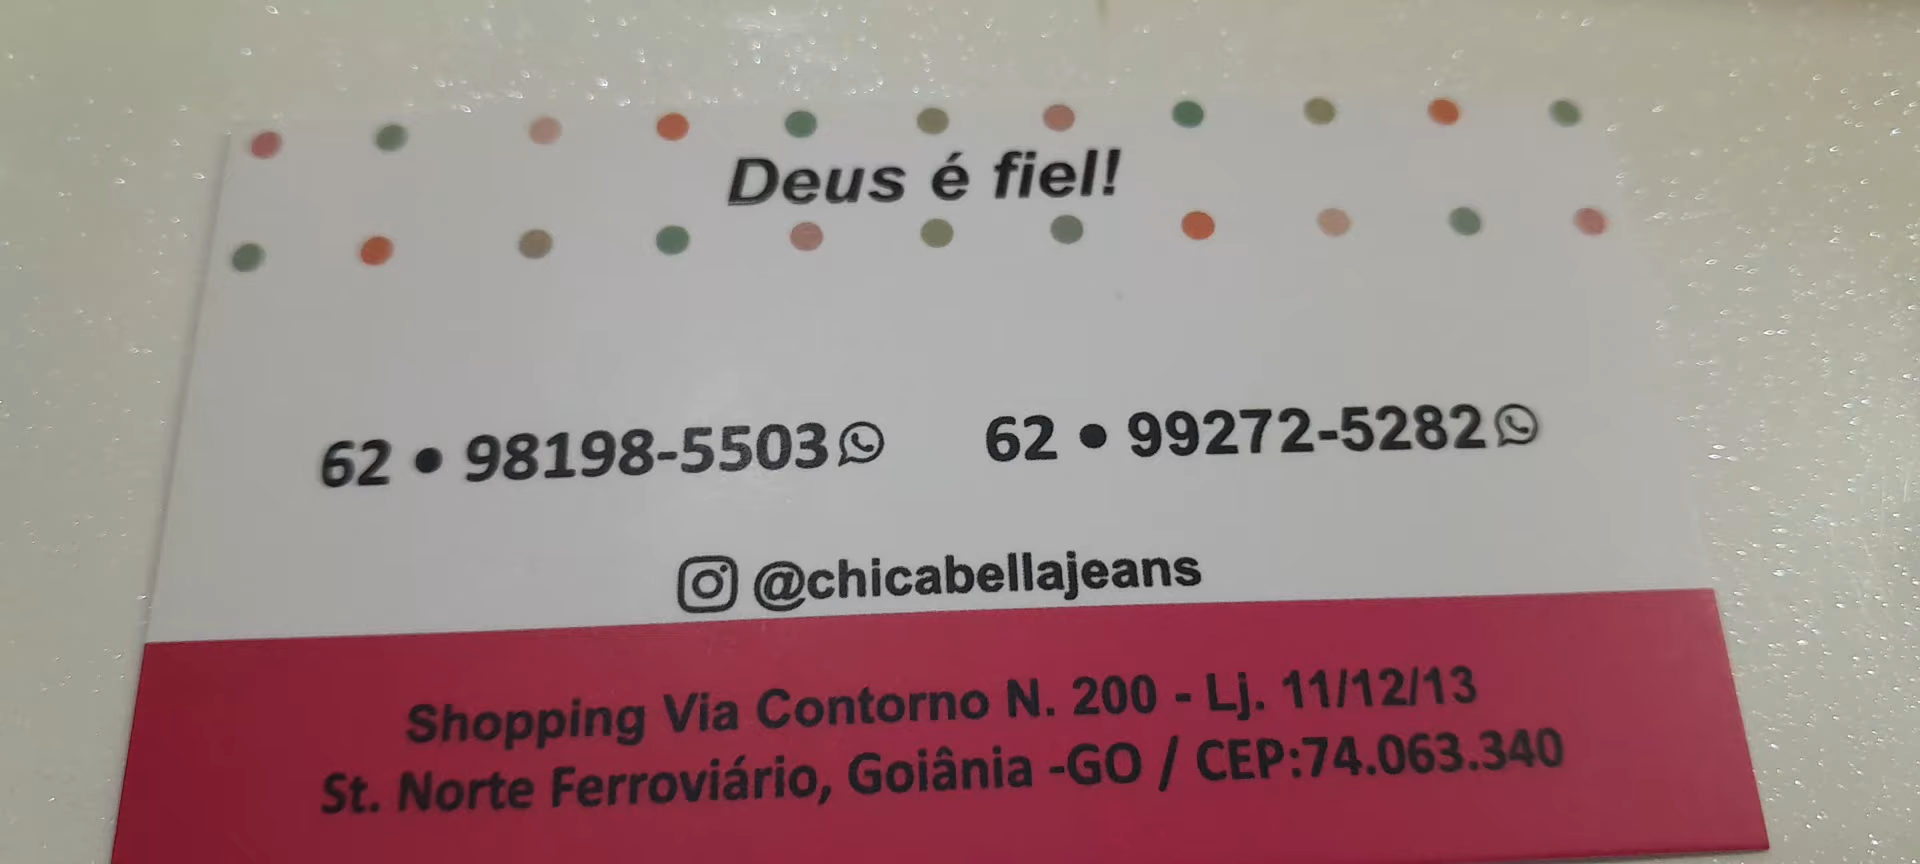 Deus é fiel!
62 • 98198-5503 62 • 99272-5282
@chicabellajeans
Shopping Via Contorno N. 200 - Lj. 11/12/13
St. Norte Ferroviário, Goiânia -GO / CEP:74.063.340